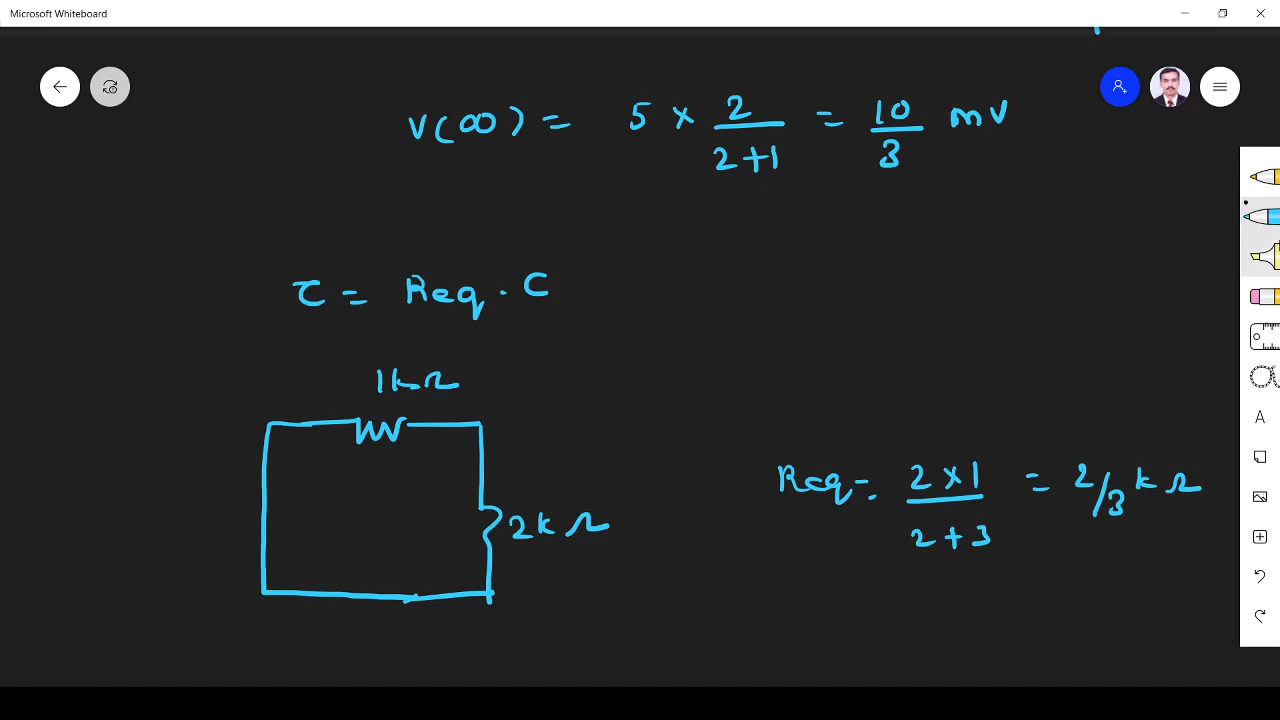 Microsoft Whiteboard
v(∞) = 5 × 2/(2+1) = 10/3 mV
τ = Req · C
1kΩ
2kΩ
Req = (2×1)/(2+3) = 2/3 kΩ
A